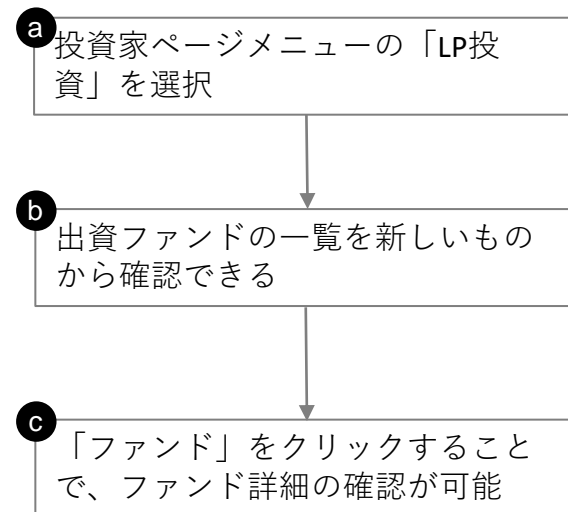 a
投資家ページメニューの「LP投
資」を選択
b
出資ファンドの一覧を新しいもの
から確認できる
c
「ファンド」をクリックすること
で、ファンド詳細の確認が可能